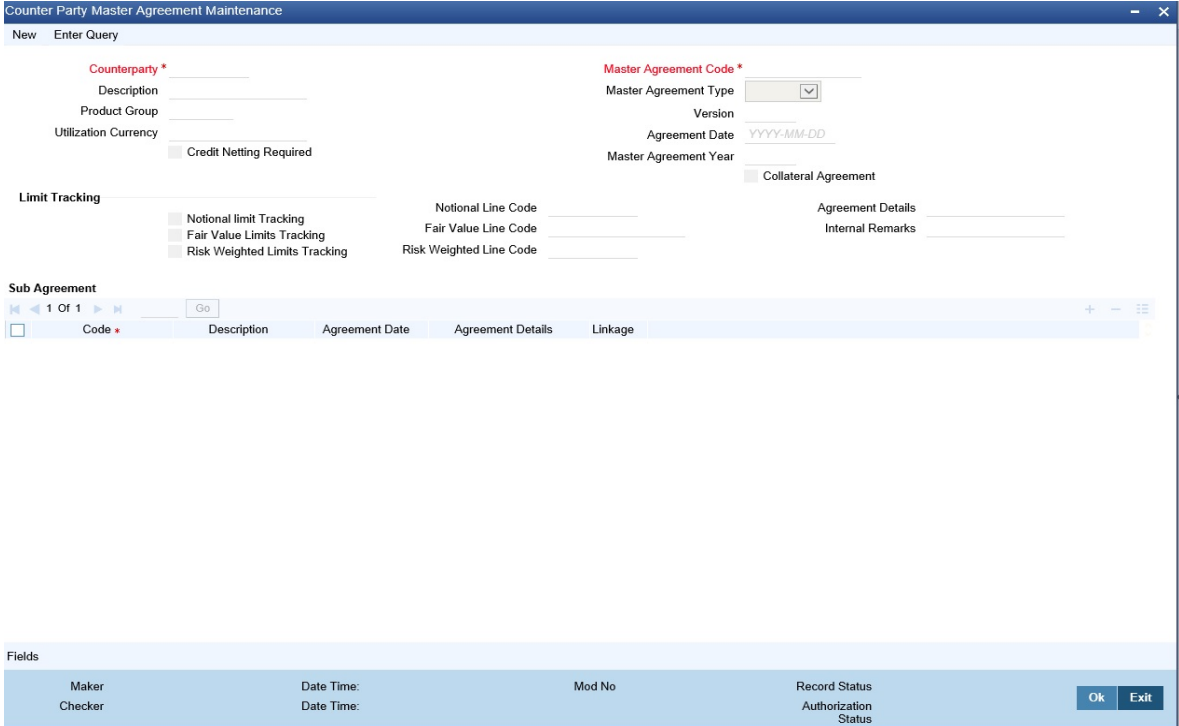 Counter Party Master Agreement Maintenance
New Enter Query
Counterparty *
Description
Product Group
Utilization Currency
Credit Netting Required
Master Agreement Code *
Master Agreement Type
Version
Agreement Date YYYY-MM-DD
Master Agreement Year
Collateral Agreement
Limit Tracking
Notional limit Tracking
Fair Value Limits Tracking
Risk Weighted Limits Tracking
Notional Line Code
Fair Value Line Code
Risk Weighted Line Code
Agreement Details
Internal Remarks
Sub Agreement
1 Of 1 Go
Code * Description Agreement Date Agreement Details Linkage
Fields
Maker Date Time: Mod No Record Status
Checker Date Time: Authorization
Status
Ok Exit